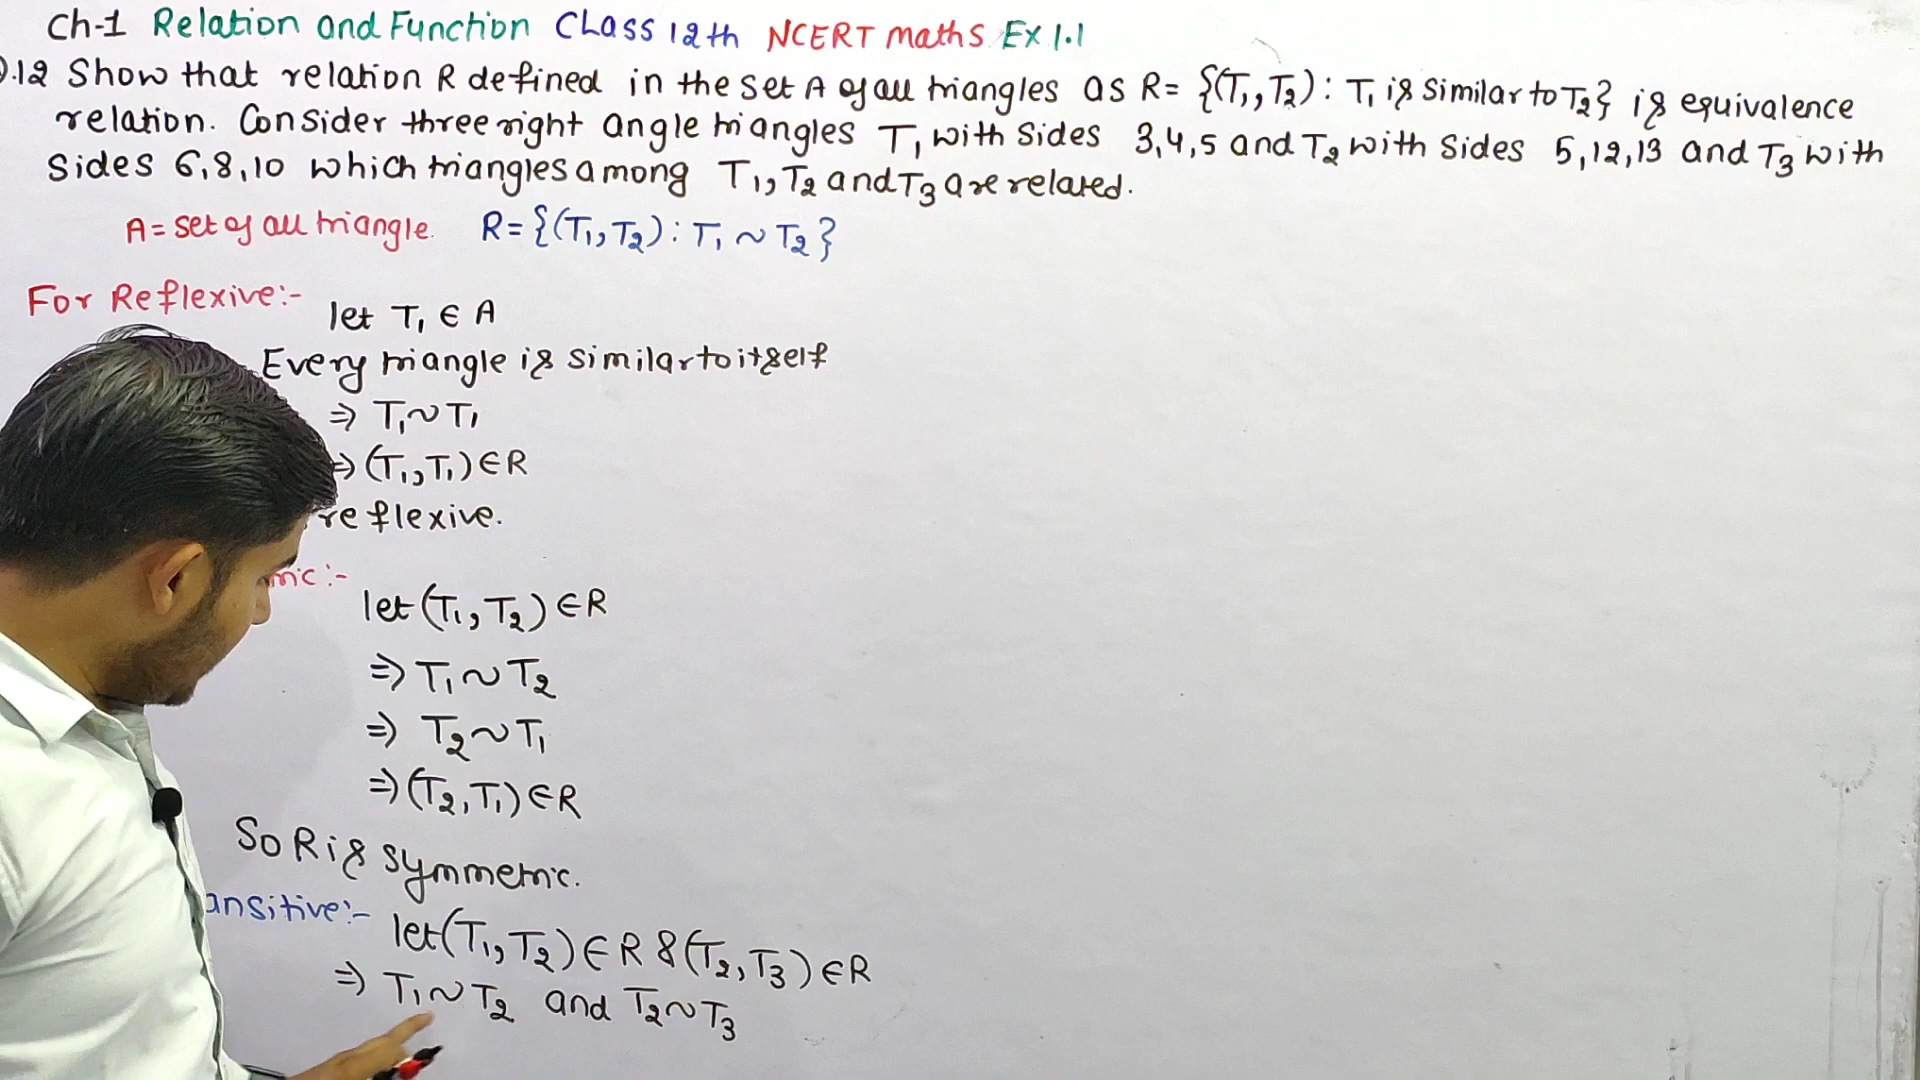 Ch-1 Relation and Function Class 12th NCERT maths Ex 1.1
Q.12 Show that relation R defined in the set A of all triangles as R= {(T₁,T₂): T₁ is similar to T₂} is equivalence
relation. Consider three right angle triangles T₁ with sides 3,4,5 and T₂ with sides 5,12,13 and T₃ with
sides 6,8,10 which triangles among T₁,T₂ and T₃ are related.
A= set of all triangle. R={(T₁,T₂): T₁ ~ T₂}
For Reflexive:-
let T₁ ∈ A
Every triangle is similar to itself
⇒ T₁~T₁
⇒ (T₁,T₁)∈R
reflexive.
ric:-
let (T₁,T₂)∈R
⇒ T₁~T₂
⇒ T₂~T₁
⇒ (T₂,T₁)∈R
So R is symmetric.
ansitive:-
let(T₁,T₂)∈R &(T₂,T₃)∈R
⇒ T₁~T₂ and T₂~T₃